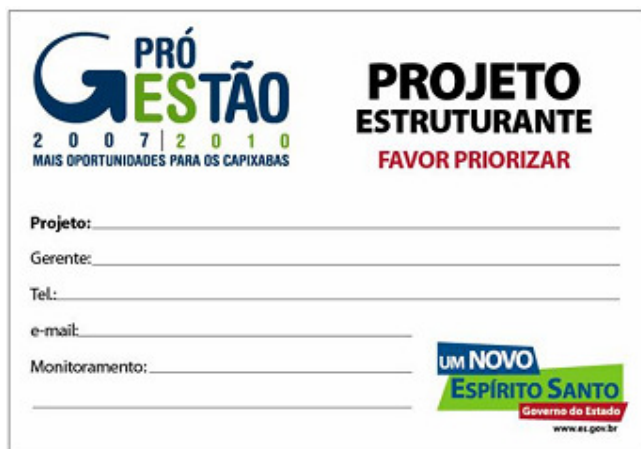 PRÓ
GESTÃO
2007|2010
MAIS OPORTUNIDADES PARA OS CAPIXABAS
PROJETO
ESTRUTURANTE
FAVOR PRIORIZAR
Projeto:
Gerente:
Tel.:
e-mail:
Monitoramento:
UM NOVO
ESPÍRITO SANTO
Governo do Estado
www.es.gov.br